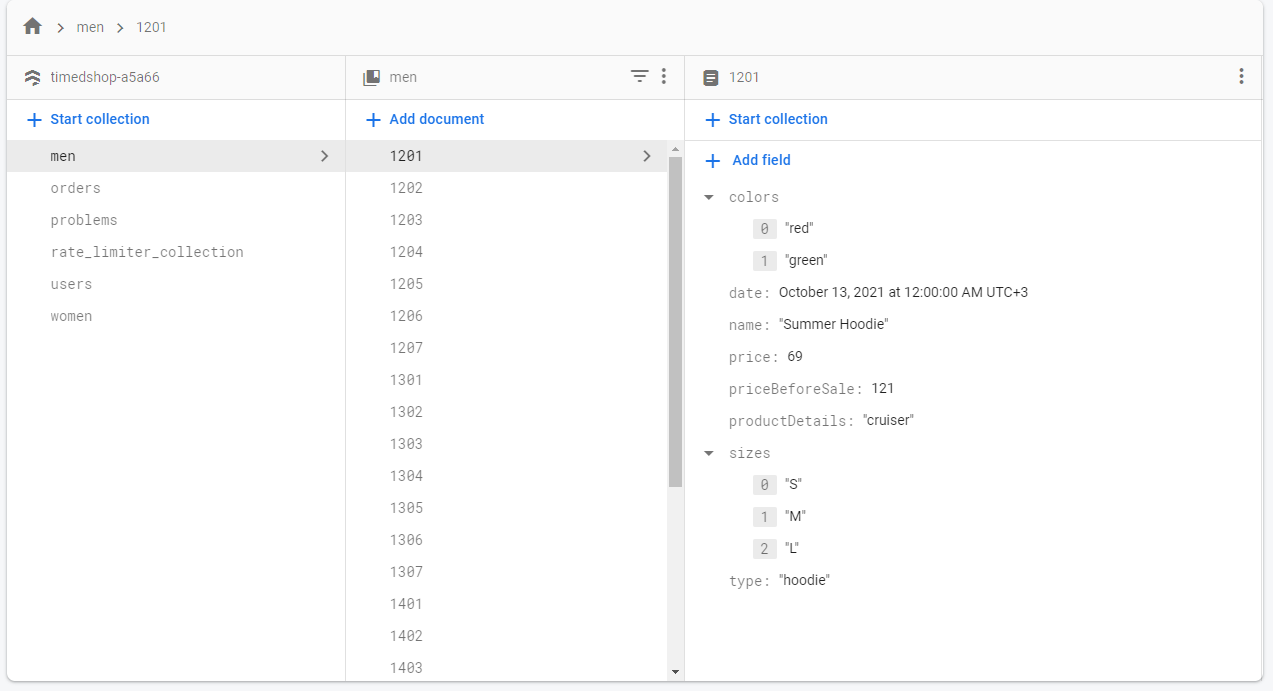 men 1201
timedshop-a5a66
Start collection
men
orders
problems
rate_limiter_collection
users
women
men
Add document
1201
1202
1203
1204
1205
1206
1207
1301
1302
1303
1304
1305
1306
1307
1401
1402
1403
1201
Start collection
Add field
colors
0 "red"
1 "green"
date: October 13, 2021 at 12:00:00 AM UTC+3
name: "Summer Hoodie"
price: 69
priceBeforeSale: 121
productDetails: "cruiser"
sizes
0 "S"
1 "M"
2 "L"
type: "hoodie"